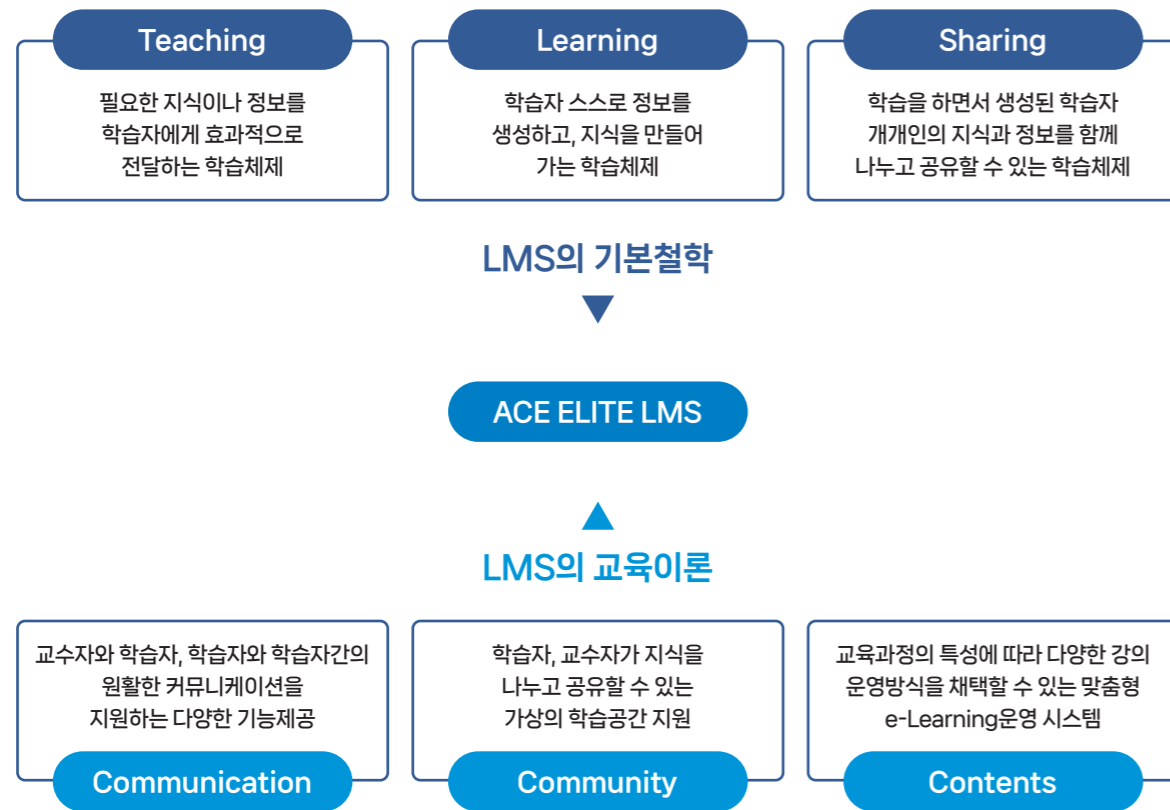 Teaching
필요한 지식이나 정보를
학습자에게 효과적으로
전달하는 학습체제
Learning
학습자 스스로 정보를
생성하고, 지식을 만들어
가는 학습체제
Sharing
학습을 하면서 생성된 학습자
개개인의 지식과 정보를 함께
나누고 공유할 수 있는 학습체제
LMS의 기본철학
ACE ELITE LMS
LMS의 교육이론
교수자와 학습자, 학습자와 학습자간의
원활한 커뮤니케이션을
지원하는 다양한 기능제공
Communication
학습자, 교수자가 지식을
나누고 공유할 수 있는
가상의 학습공간 지원
Community
교육과정의 특성에 따라 다양한 강의
운영방식을 채택할 수 있는 맞춤형
e-Learning운영 시스템
Contents